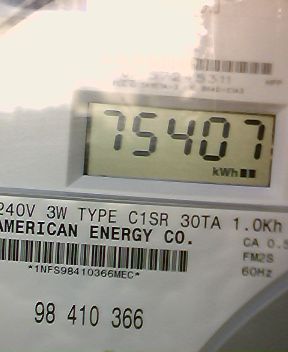 75407
kWh
240V 3W TYPE C1SR 30TA 1.0Kh
AMERICAN ENERGY CO.
CA 0.5
*1NFS98410366MEC*
FM2S
60Hz
98 410 366